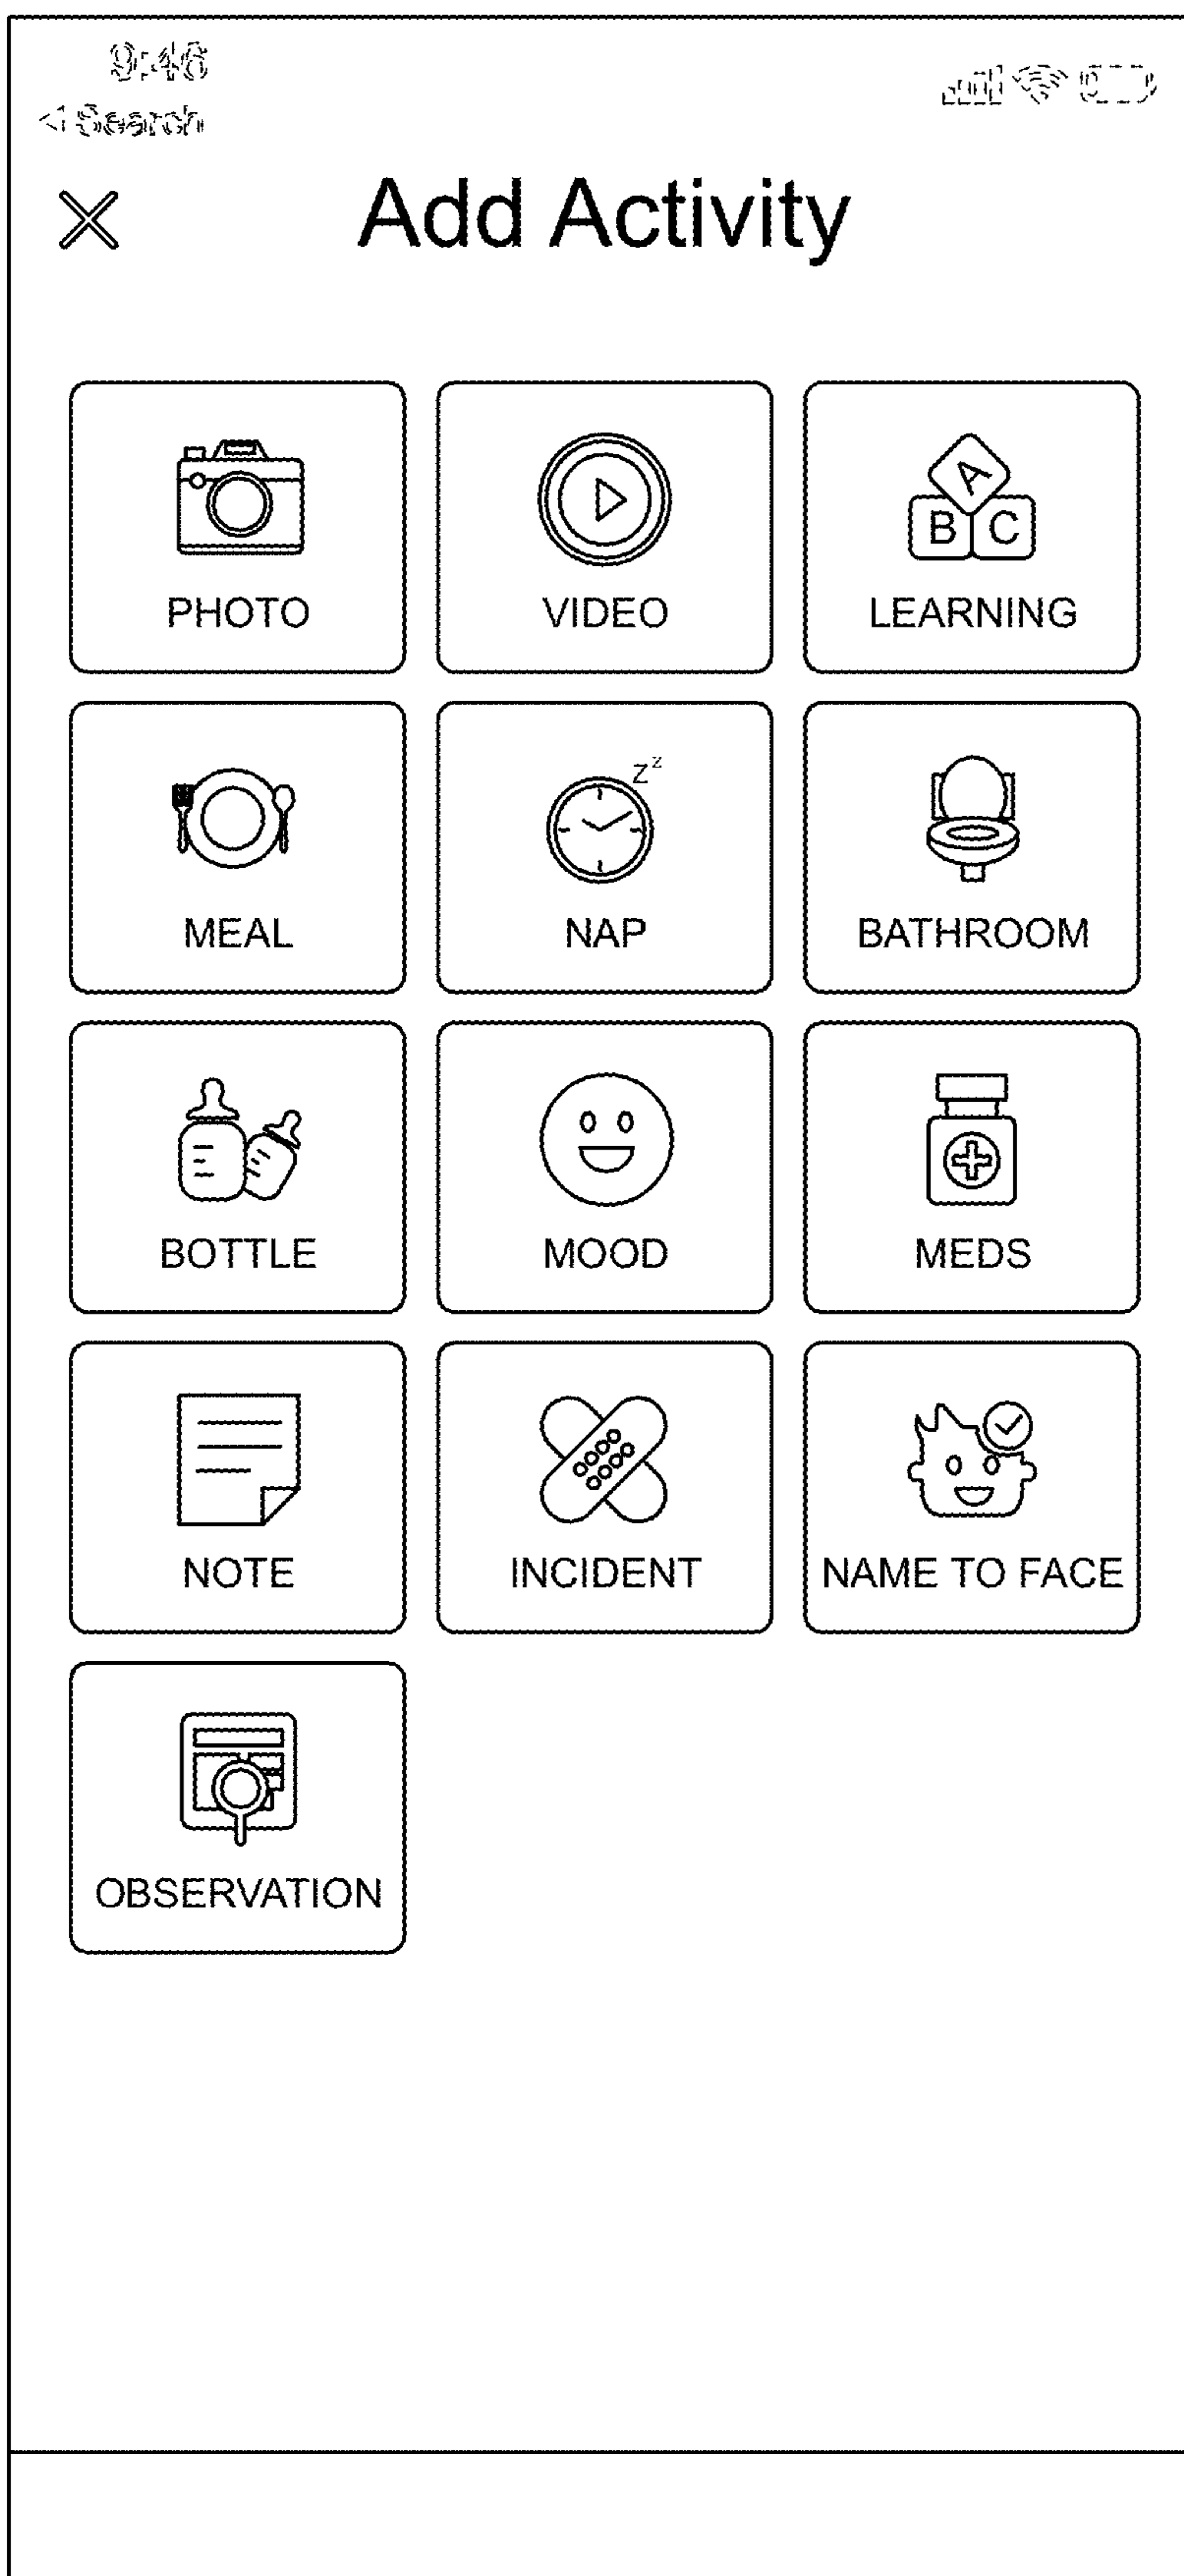 9:46
Search
Add Activity
A
B C
PHOTO VIDEO LEARNING
z z
MEAL NAP BATHROOM
BOTTLE MOOD MEDS
NOTE INCIDENT NAME TO FACE
OBSERVATION